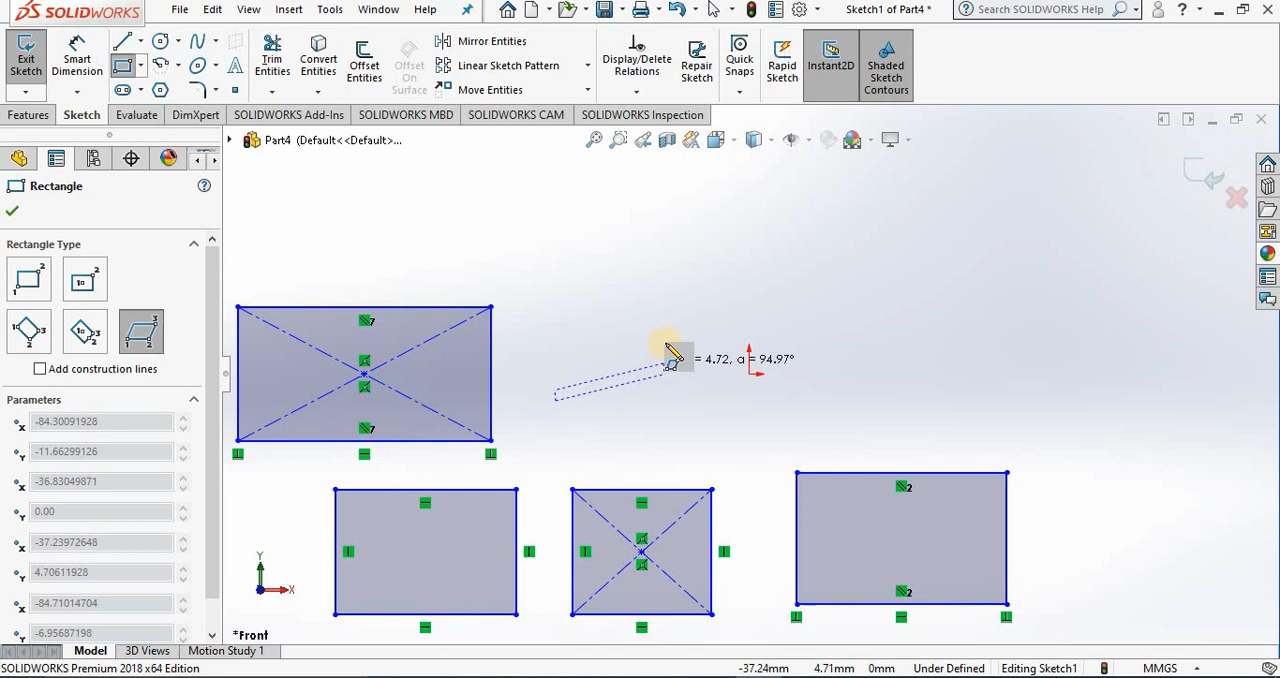 SOLIDWORKS File Edit View Insert Tools Window Help Sketch1 of Part4 * Search SOLIDWORKS Help ?
Exit Sketch
Smart Dimension
Trim Entities
Convert Entities
Offset Entities
Offset On Surface
Mirror Entities
Linear Sketch Pattern
Move Entities
Display/Delete Relations
Repair Sketch
Quick Snaps
Rapid Sketch
Instant2D
Shaded Sketch Contours
Features Sketch Evaluate DimXpert SOLIDWORKS Add-Ins SOLIDWORKS MBD SOLIDWORKS CAM SOLIDWORKS Inspection
Part4 (Default<<Default>...
Rectangle
Rectangle Type
Add construction lines
Parameters
-84.30091928
-11.66299126
-36.83049871
0.00
-37.23972648
4.70611928
-84.71014704
-6.95687198
7
7
= 4.72, a = 94.97°
2
2
Y
X
*Front
Model 3D Views Motion Study 1
SOLIDWORKS Premium 2018 x64 Edition -37.24mm 4.71mm 0mm Under Defined Editing Sketch1 MMGS